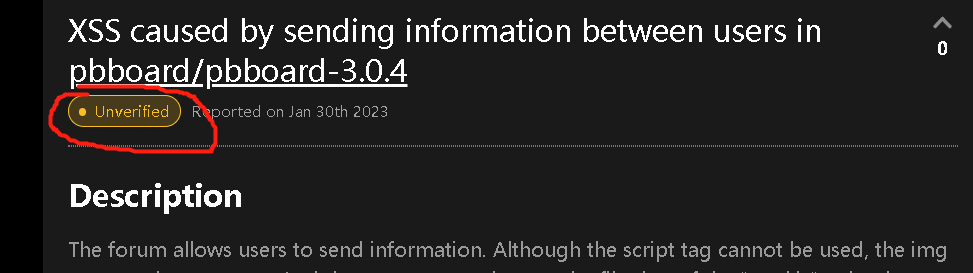 XSS caused by sending information between users in
0
pbboard/pbboard-3.0.4
Unverified Reported on Jan 30th 2023
Description
The forum allows users to send information. Although the script tag cannot be used, the img